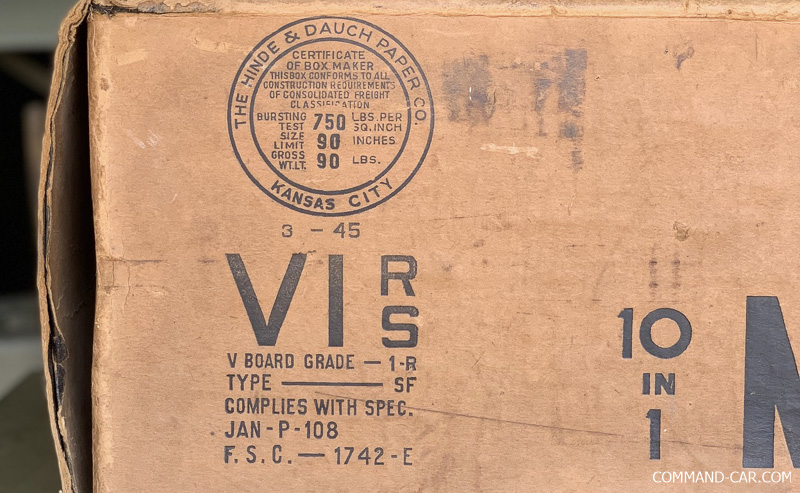 THE HINDE & DAUCH PAPER CO.
CERTIFICATE
OF BOX MAKER
THIS BOX CONFORMS TO ALL
CONSTRUCTION REQUIREMENTS
OF CONSOLIDATED FREIGHT
CLASSIFICATION
BURSTING TEST 750 LBS. PER SQ. INCH
SIZE LIMIT 90 INCHES
GROSS WT. LT. 90 LBS.
KANSAS CITY
3 - 45
V1 R S
V BOARD GRADE — 1-R
TYPE — SF
COMPLIES WITH SPEC.
JAN-P-108
F. S. C. — 1742-E
10
IN
1
COMMAND-CAR.COM